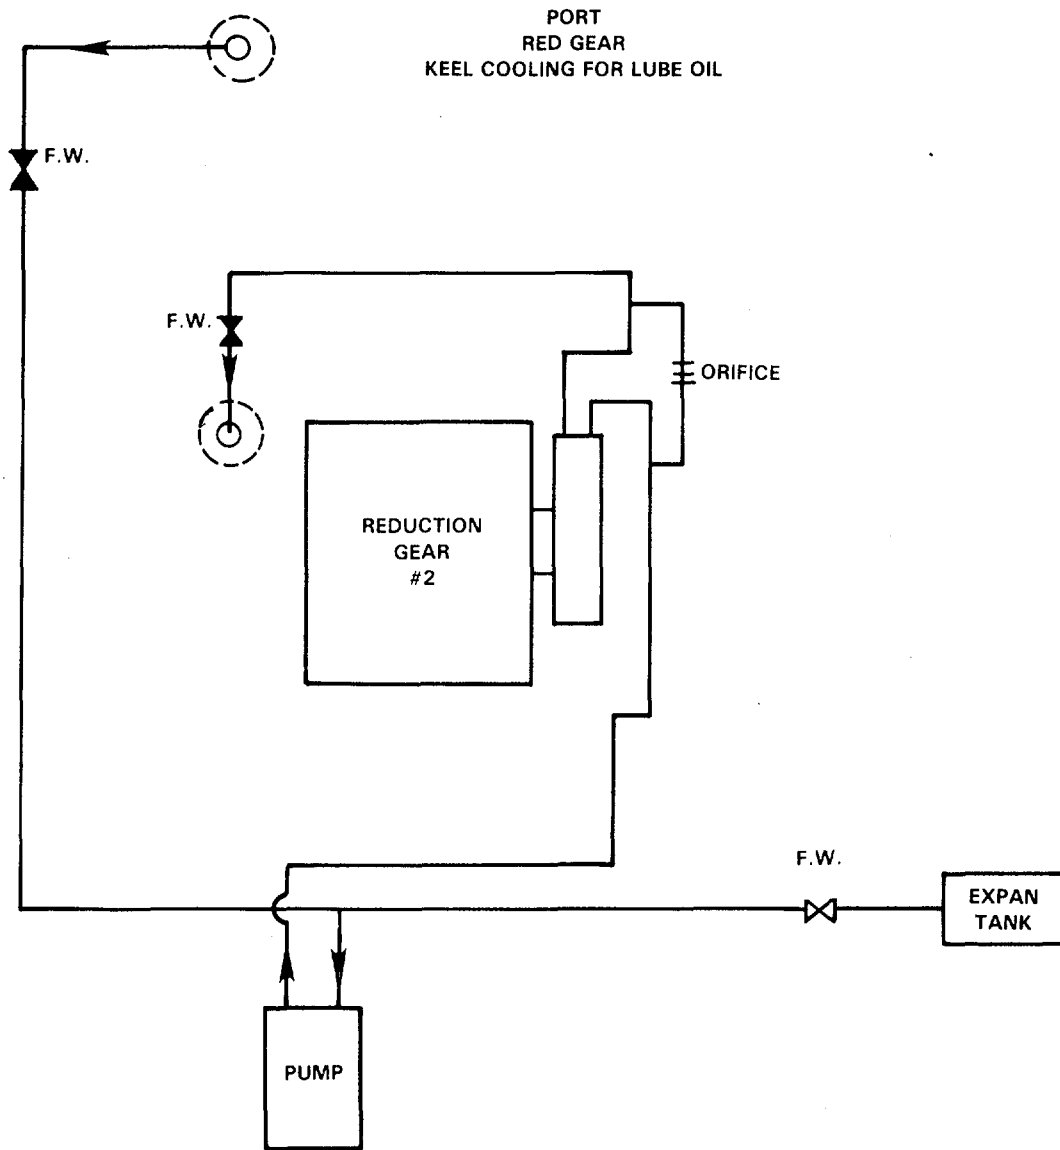 PORT
RED GEAR
KEEL COOLING FOR LUBE OIL
F.W.
F.W.
ORIFICE
REDUCTION
GEAR
#2
F.W.
EXPAN
TANK
PUMP